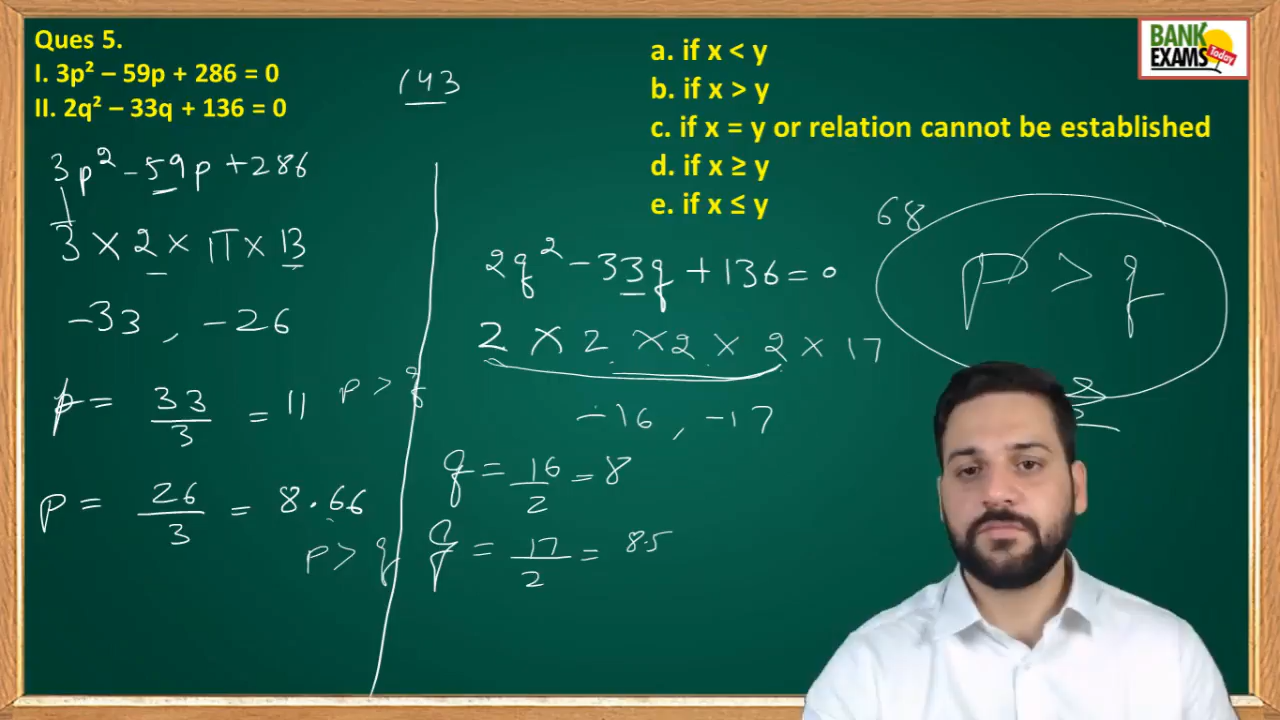 Ques 5.
I. 3p² – 59p + 286 = 0
II. 2q² – 33q + 136 = 0
143
a. if x < y
b. if x > y
c. if x = y or relation cannot be established
d. if x ≥ y
e. if x ≤ y
BANK
EXAMS Today
3p² - 59p + 286
3 × 2 × 11 × 13
-33 , -26
p = 33/3 = 11
p > q
p = 26/3 = 8.66
p > q
2q² - 33q + 136 = 0
2 × 2 × 2 × 2 × 17
-16 , -17
q = 16/2 = 8
q = 17/2 = 8.5
68
p > q